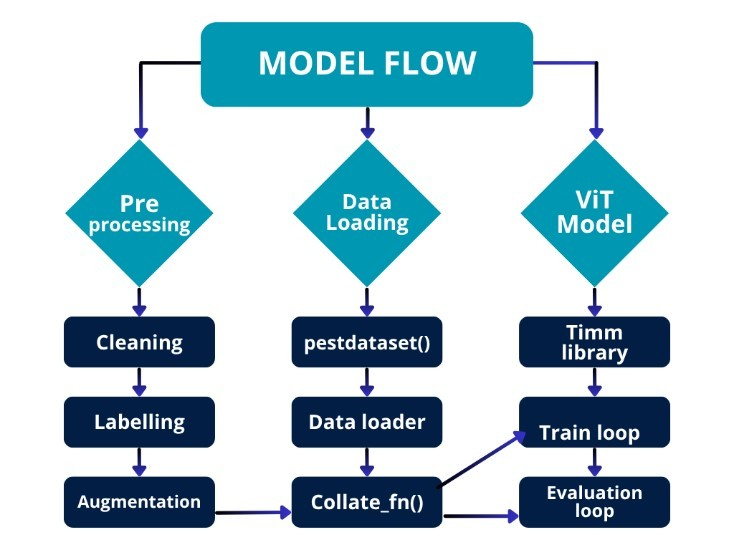 MODEL FLOW
Pre
processing
Data
Loading
ViT
Model
Cleaning
pestdataset()
Timm
library
Labelling
Data loader
Train loop
Augmentation
Collate_fn()
Evaluation
loop